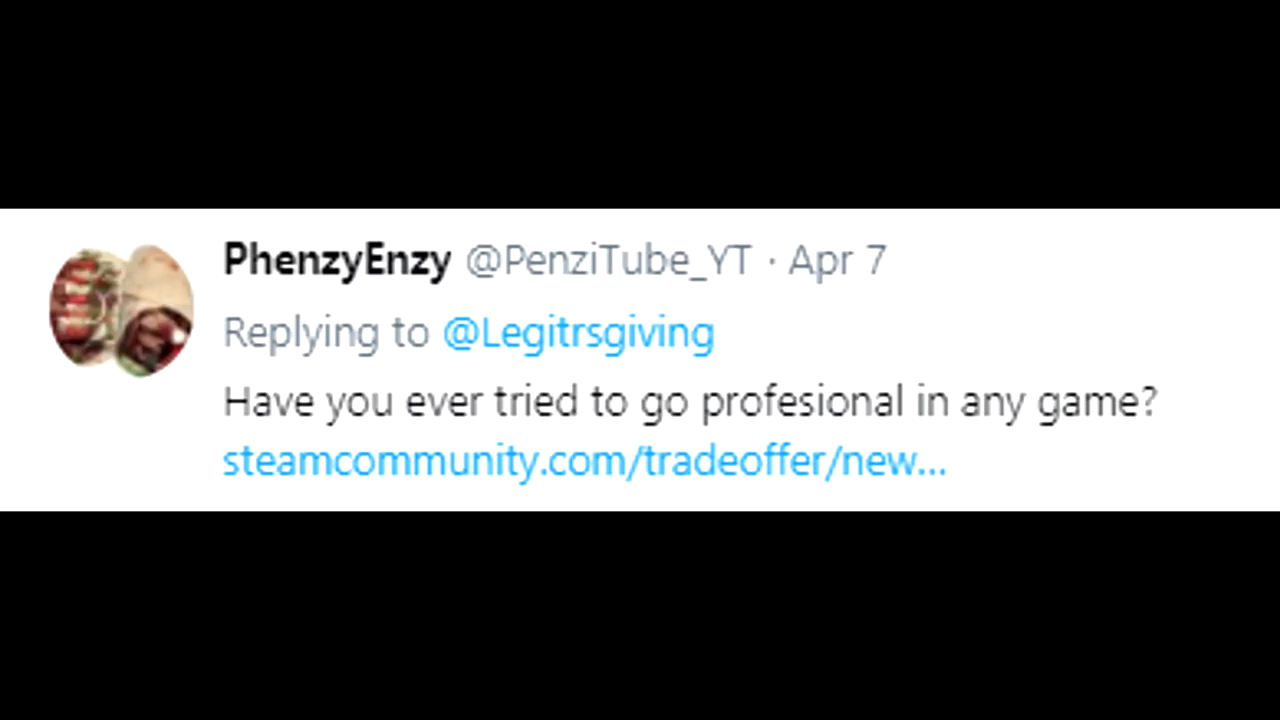 PhenzyEnzy @PenziTube_YT · Apr 7
Replying to @Legitrsgiving
Have you ever tried to go profesional in any game?
steamcommunity.com/tradeoffer/new...